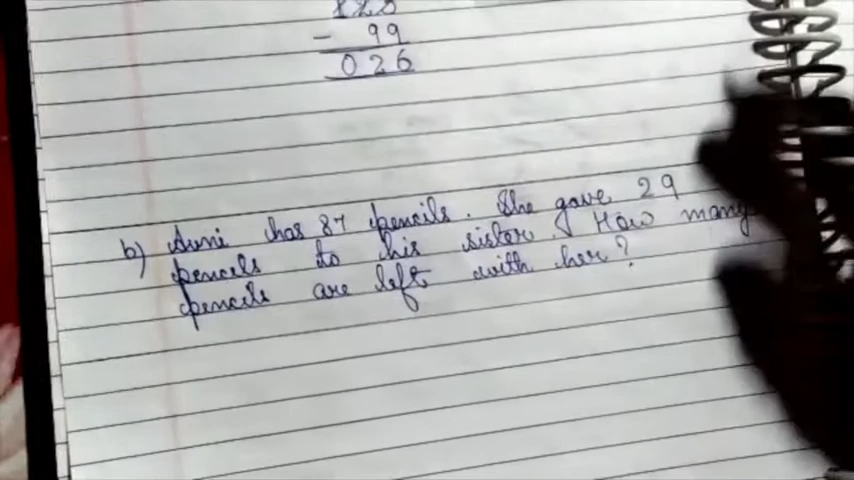 - 99
026
b) Auni has 87 pencils. She gave 29
pencils to his sister. How many
pencils are left with her?